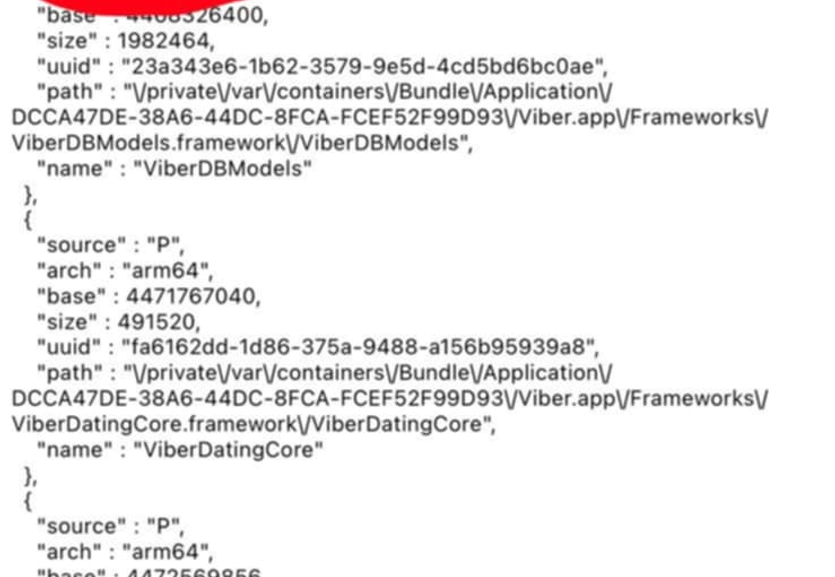 "base" : 4468326400,
"size" : 1982464,
"uuid" : "23a343e6-1b62-3579-9e5d-4cd5bd6bc0ae",
"path" : "\/private\/var\/containers\/Bundle\/Application\/
DCCA47DE-38A6-44DC-8FCA-FCEF52F99D93\/Viber.app\/Frameworks\/
ViberDBModels.framework\/ViberDBModels",
"name" : "ViberDBModels"
},
{
"source" : "P",
"arch" : "arm64",
"base" : 4471767040,
"size" : 491520,
"uuid" : "fa6162dd-1d86-375a-9488-a156b95939a8",
"path" : "\/private\/var\/containers\/Bundle\/Application\/
DCCA47DE-38A6-44DC-8FCA-FCEF52F99D93\/Viber.app\/Frameworks\/
ViberDatingCore.framework\/ViberDatingCore",
"name" : "ViberDatingCore"
},
{
"source" : "P",
"arch" : "arm64",
"base" : 4472569856